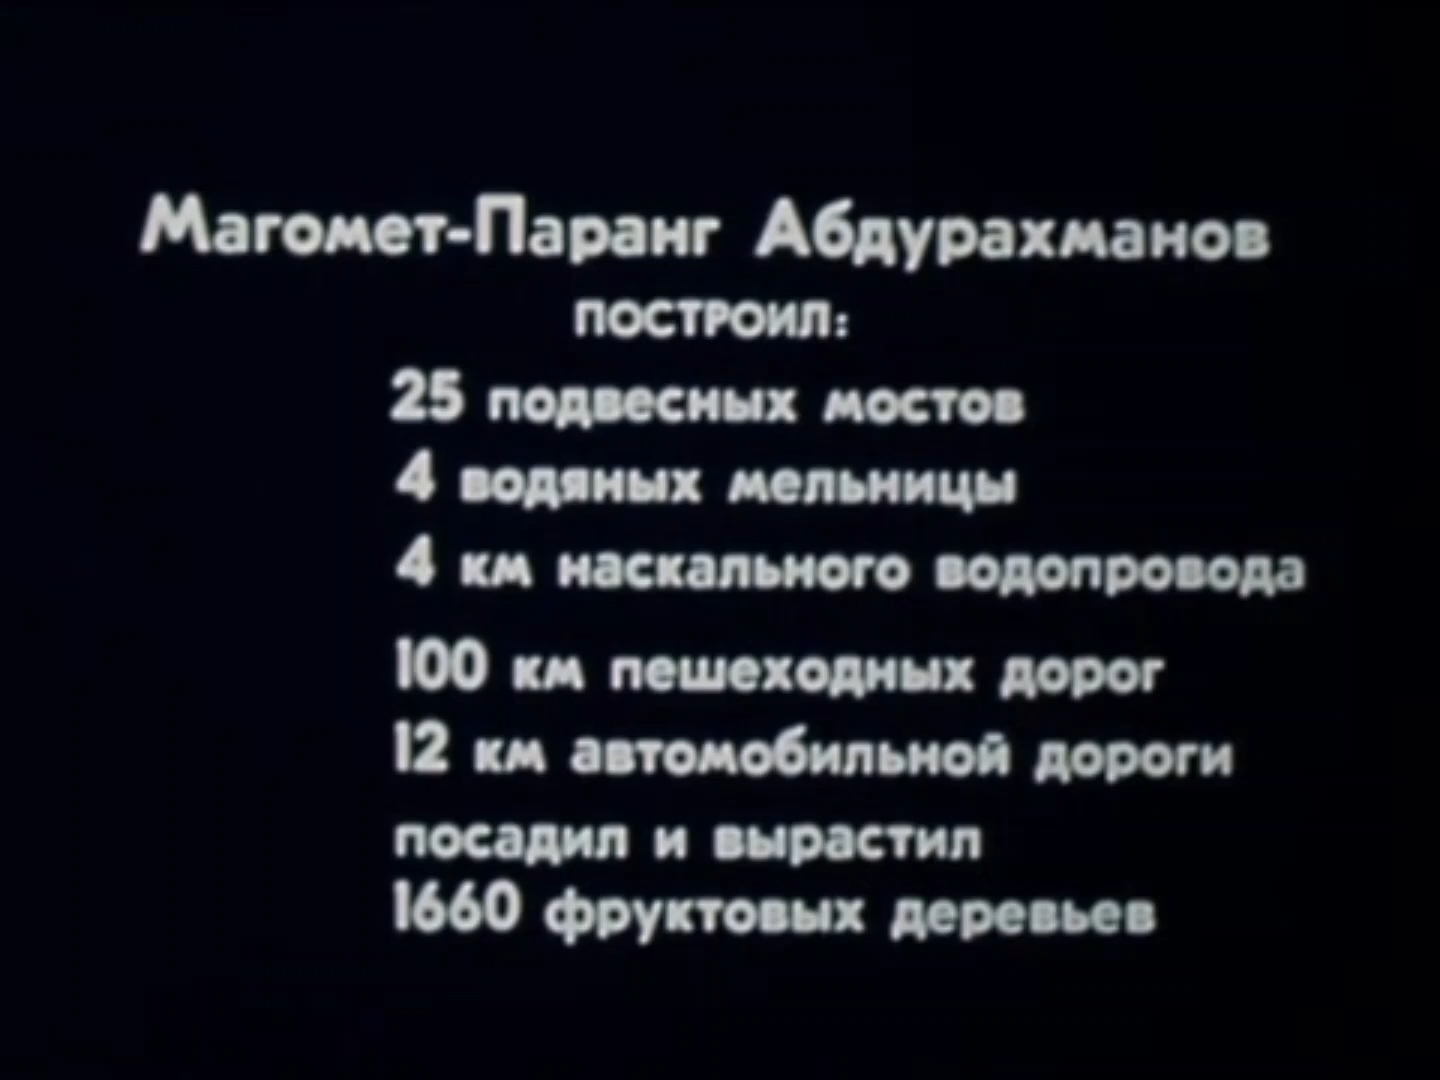 Магомет-Паранг Абдурахманов
построил:
25 подвесных мостов
4 водяных мельницы
4 км наскального водопровода
100 км пешеходных дорог
12 км автомобильной дороги
посадил и вырастил
1660 фруктовых деревьев